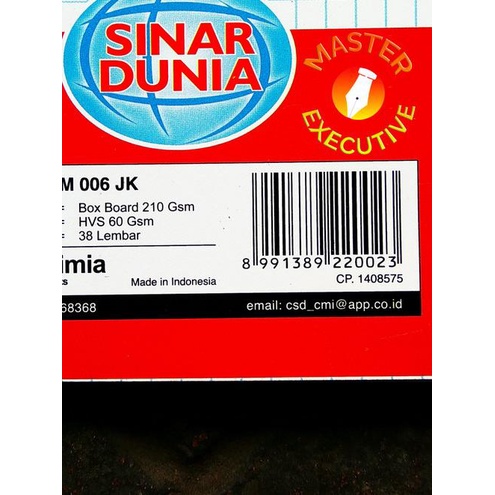 SINAR
DUNIA
MASTER
EXECUTIVE
M 006 JK
Box Board 210 Gsm
HVS 60 Gsm
38 Lembar
imia
ts
Made in Indonesia
8 991389 220023
CP. 1408575
68368
email: csd_cmi@app.co.id